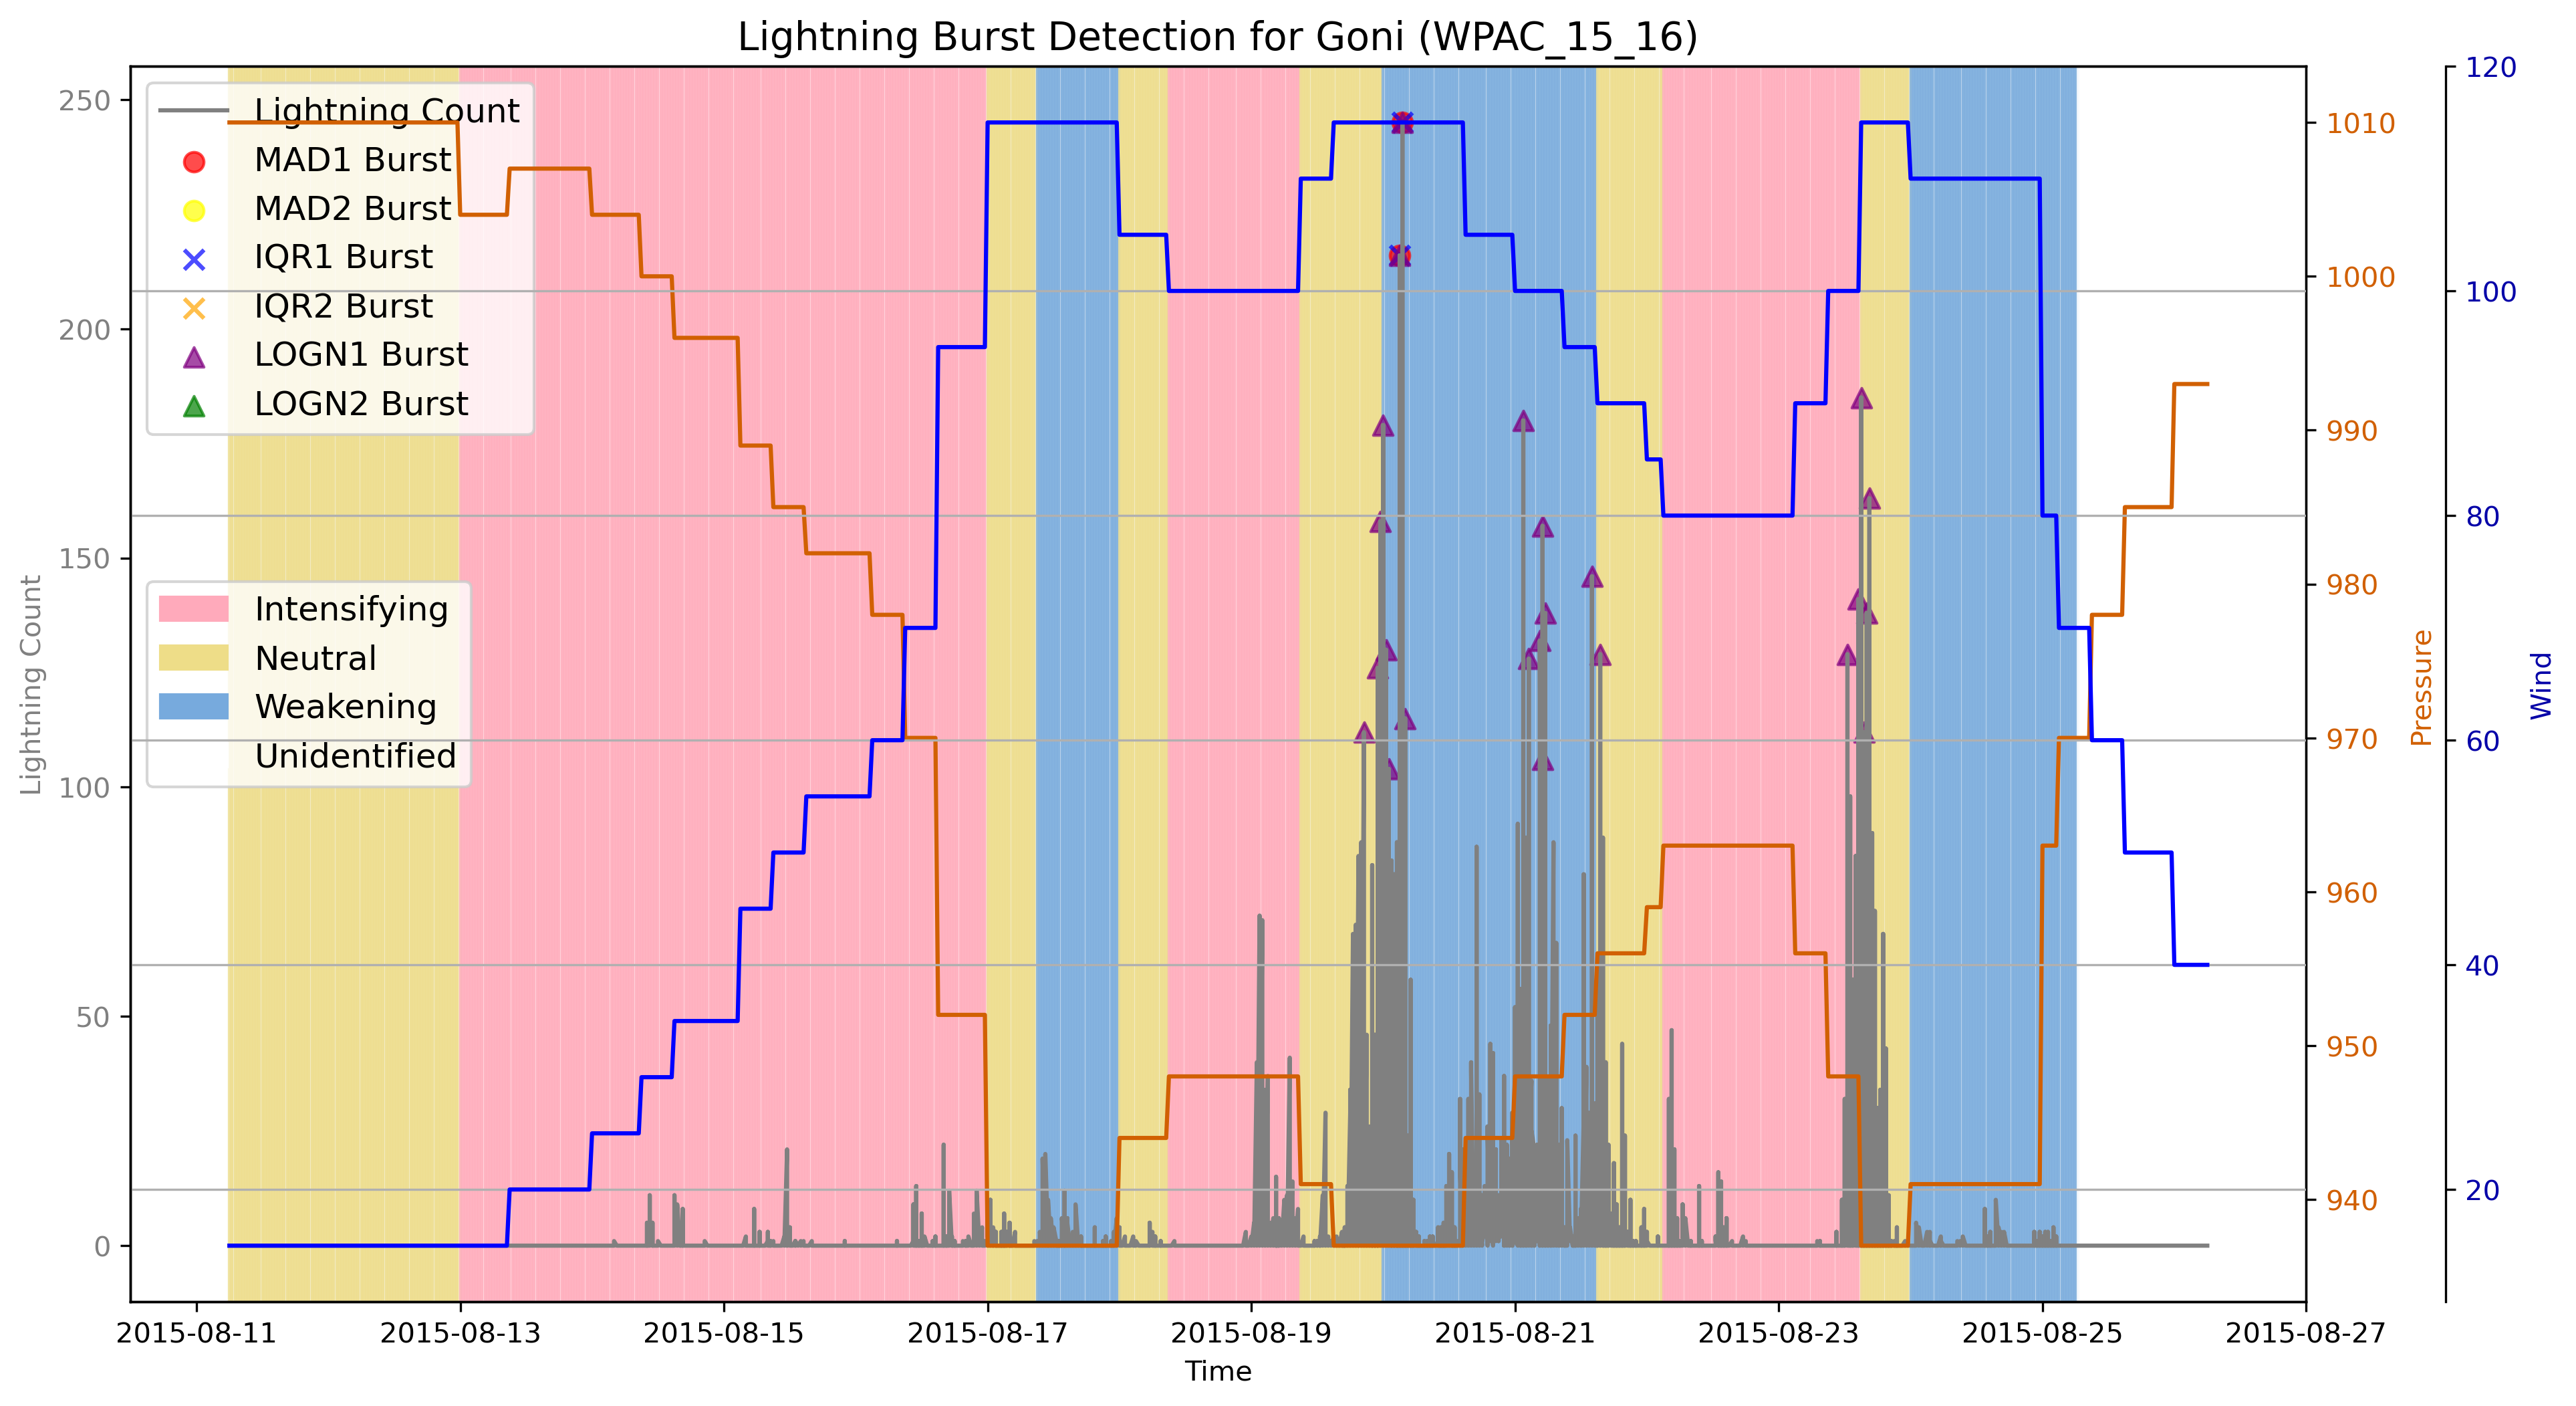 Lightning Burst Detection for Goni (WPAC_15_16)
Lightning Count
MAD1 Burst
MAD2 Burst
IQR1 Burst
IQR2 Burst
LOGN1 Burst
LOGN2 Burst
Intensifying
Neutral
Weakening
Unidentified
Lightning Count
250
200
150
100
50
0
1010
1000
990
980
970
960
950
940
Pressure
120
100
80
60
40
20
Wind
2015-08-11
2015-08-13
2015-08-15
2015-08-17
2015-08-19
2015-08-21
2015-08-23
2015-08-25
2015-08-27
Time